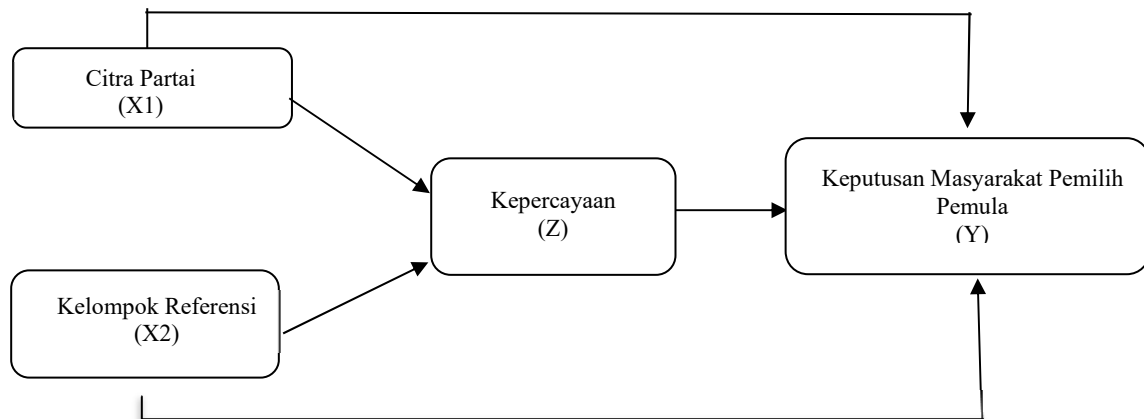 Citra Partai
(X1)
Kepercayaan
(Z)
Keputusan Masyarakat Pemilih
Pemula
(Y)
Kelompok Referensi
(X2)